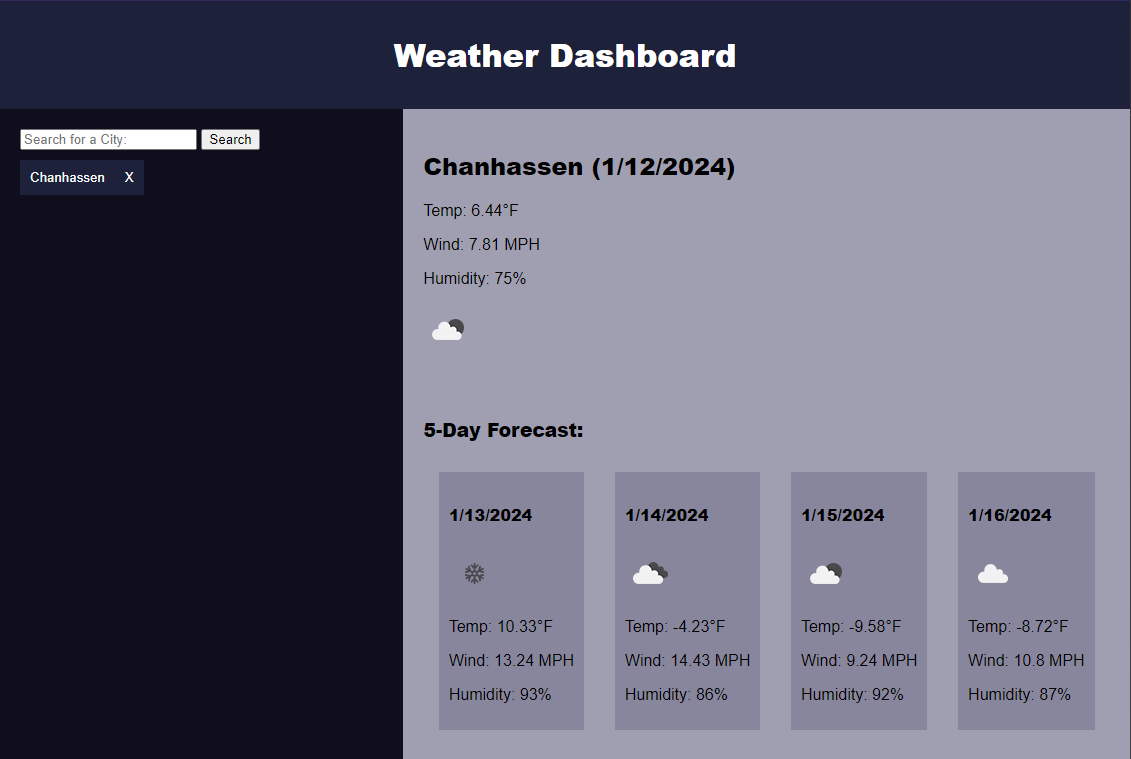 Weather Dashboard
Search for a City:
Search
Chanhassen X
Chanhassen (1/12/2024)
Temp: 6.44°F
Wind: 7.81 MPH
Humidity: 75%
5-Day Forecast:
1/13/2024
Temp: 10.33°F
Wind: 13.24 MPH
Humidity: 93%
1/14/2024
Temp: -4.23°F
Wind: 14.43 MPH
Humidity: 86%
1/15/2024
Temp: -9.58°F
Wind: 9.24 MPH
Humidity: 92%
1/16/2024
Temp: -8.72°F
Wind: 10.8 MPH
Humidity: 87%